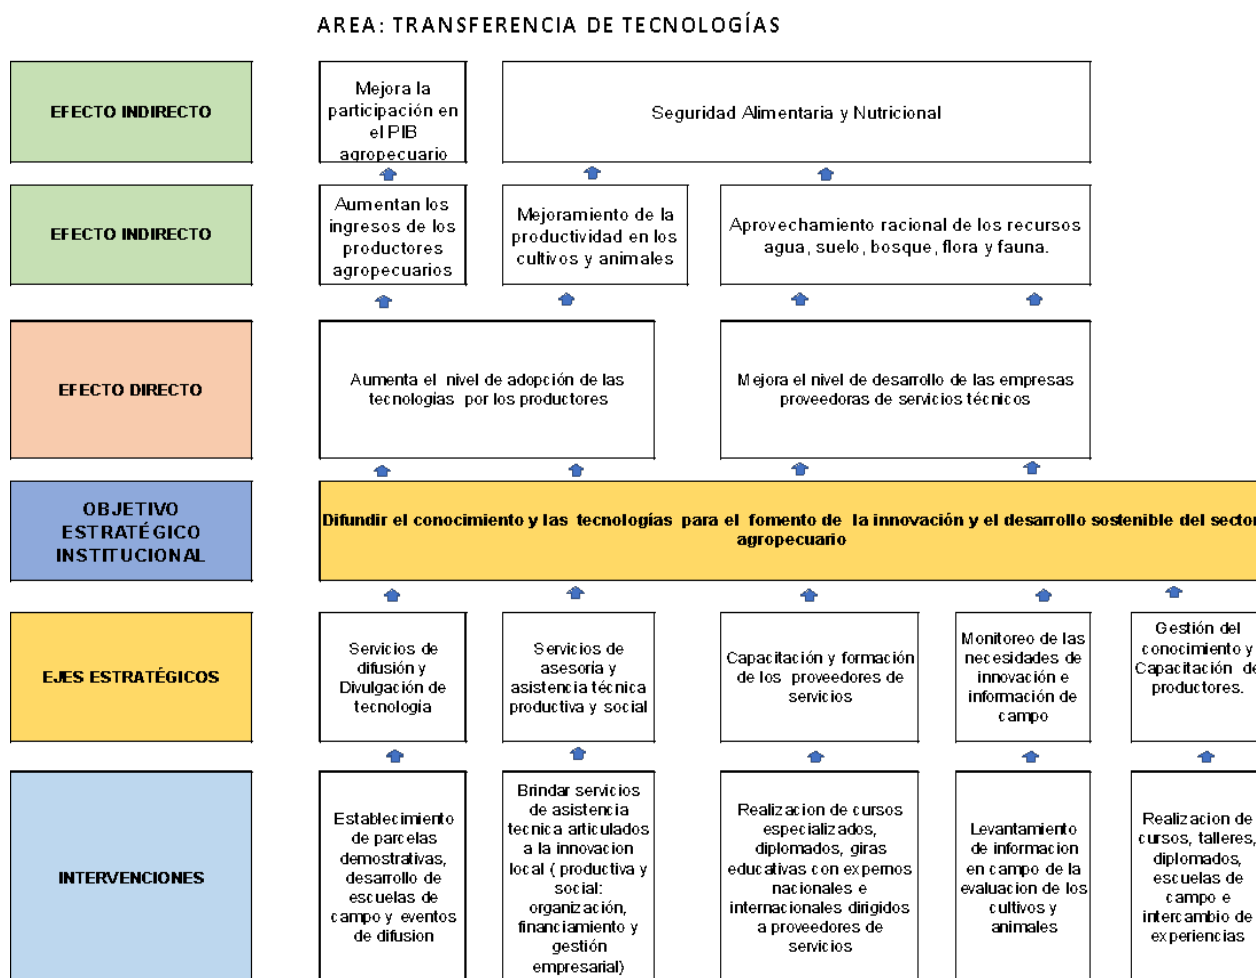 AREA: TRANSFERENCIA DE TECNOLOGÍAS
EFECTO INDIRECTO
Mejora la
participación en
el PIB
agropecuario
Seguridad Alimentaria y Nutricional
EFECTO INDIRECTO
Aumentan los
ingresos de los
productores
agropecuarios
Mejoramiento de la
productividad en los
cultivos y animales
Aprovechamiento racional de los recursos
agua, suelo, bosque, flora y fauna.
EFECTO DIRECTO
Aumenta el nivel de adopción de las
tecnologías por los productores
Mejora el nivel de desarrollo de las empresas
proveedoras de servicios técnicos
OBJETIVO
ESTRATÉGICO
INSTITUCIONAL
Difundir el conocimiento y las tecnologías para el fomento de la innovación y el desarrollo sostenible del sector
agropecuario
EJES ESTRATÉGICOS
Servicios de
difusión y
Divulgación de
tecnología
Servicios de
asesoría y
asistencia técnica
productiva y social
Capacitación y formación
de los proveedores de
servicios
Monitoreo de las
necesidades de
innovación e
información de
campo
Gestión del
conocimiento y
Capacitación de
productores.
INTERVENCIONES
Establecimiento
de parcelas
demostrativas,
desarrollo de
escuelas de
campo y eventos
de difusion
Brindar servicios
de asistencia
tecnica articulados
a la innovacion
local ( productiva y
social:
organización,
financiamiento y
gestión
empresarial)
Realizacion de cursos
especializados,
diplomados, giras
educativas con expernos
nacionales e
internacionales dirigidos
a proveedores de
servicios
Levantamiento
de informacion
en campo de la
evaluacion de los
cultivos y
animales
Realizacion de
cursos, talleres,
diplomados,
escuelas de
campo e
intercambio de
experiencias